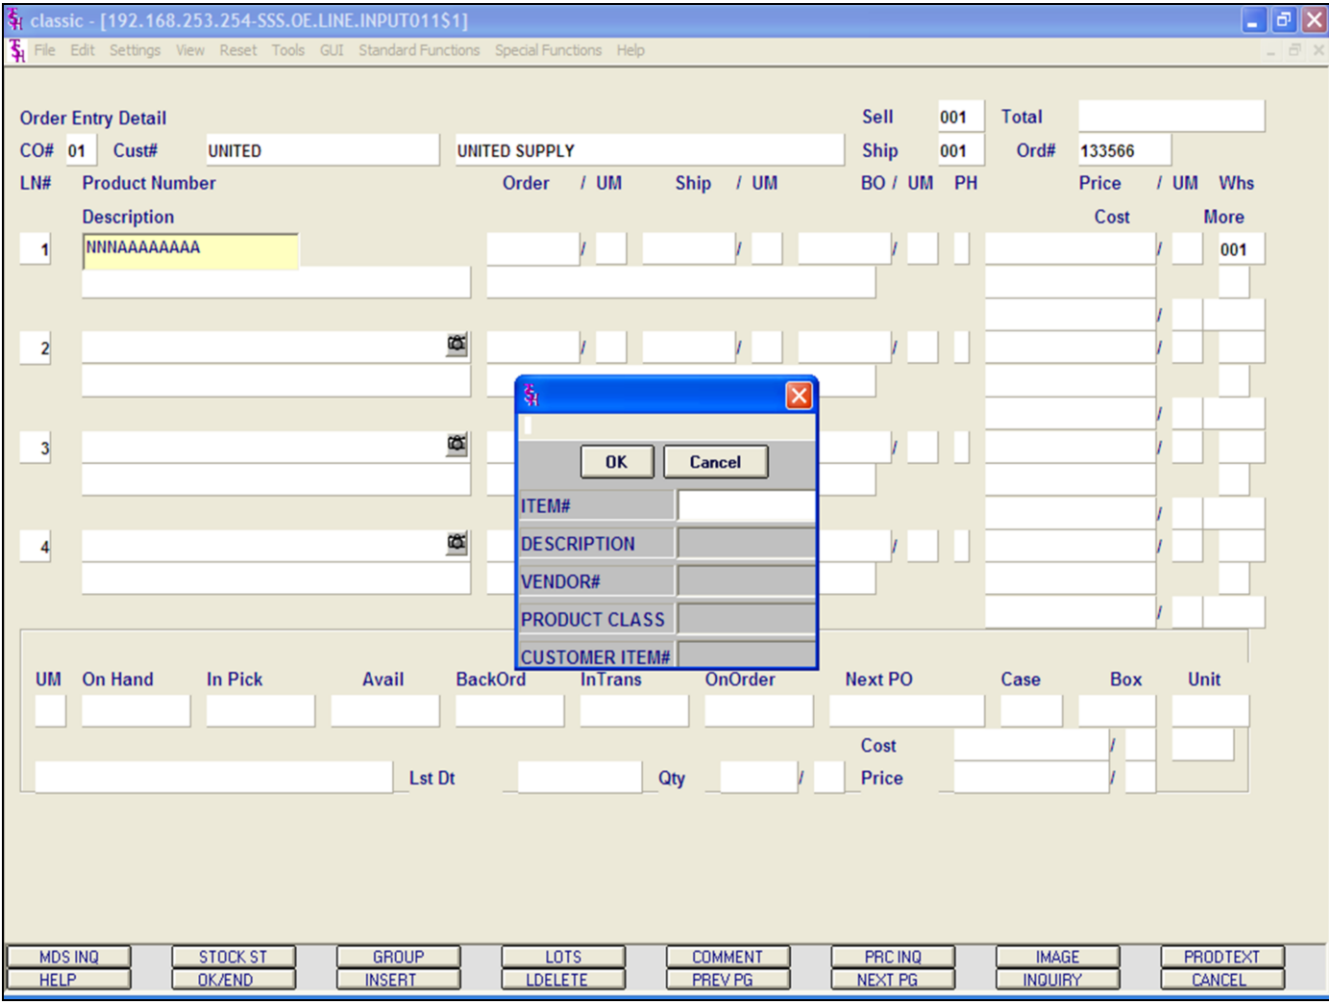 classic - [192.168.253.254-SSS.OE.LINE.INPUT011$1]
File Edit Settings View Reset Tools GUI Standard Functions Special Functions Help
Order Entry Detail Sell 001 Total
CO# 01 Cust# UNITED UNITED SUPPLY Ship 001 Ord# 133566
LN# Product Number Order / UM Ship / UM BO / UM PH Price / UM Whs
Description Cost More
1 NNNAAAAAAAA / / / / 001
/
2 / / / /
/
3 / /
OK Cancel
ITEM#
/
4 DESCRIPTION / /
VENDOR#
PRODUCT CLASS /
CUSTOMER ITEM#
UM On Hand In Pick Avail BackOrd InTrans OnOrder Next PO Case Box Unit
Cost /
Lst Dt Qty / Price /
MDS INQ STOCK ST GROUP LOTS COMMENT PRC INQ IMAGE PRODTEXT
HELP OK/END INSERT LDELETE PREV PG NEXT PG INQUIRY CANCEL